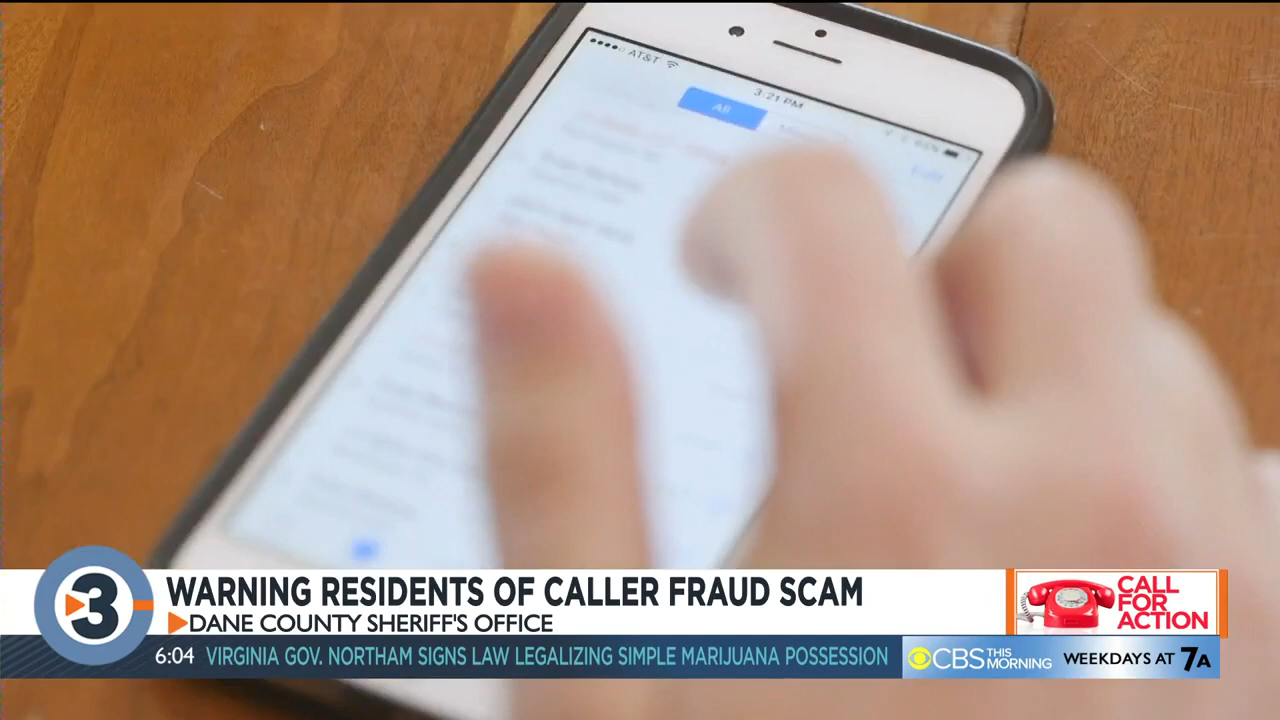 AT&T
3:21 PM
All
Edit
3
WARNING RESIDENTS OF CALLER FRAUD SCAM
DANE COUNTY SHERIFF'S OFFICE
CALL
FOR
ACTION
6:04 VIRGINIA GOV. NORTHAM SIGNS LAW LEGALIZING SIMPLE MARIJUANA POSSESSION
CBS THIS MORNING WEEKDAYS AT 7A